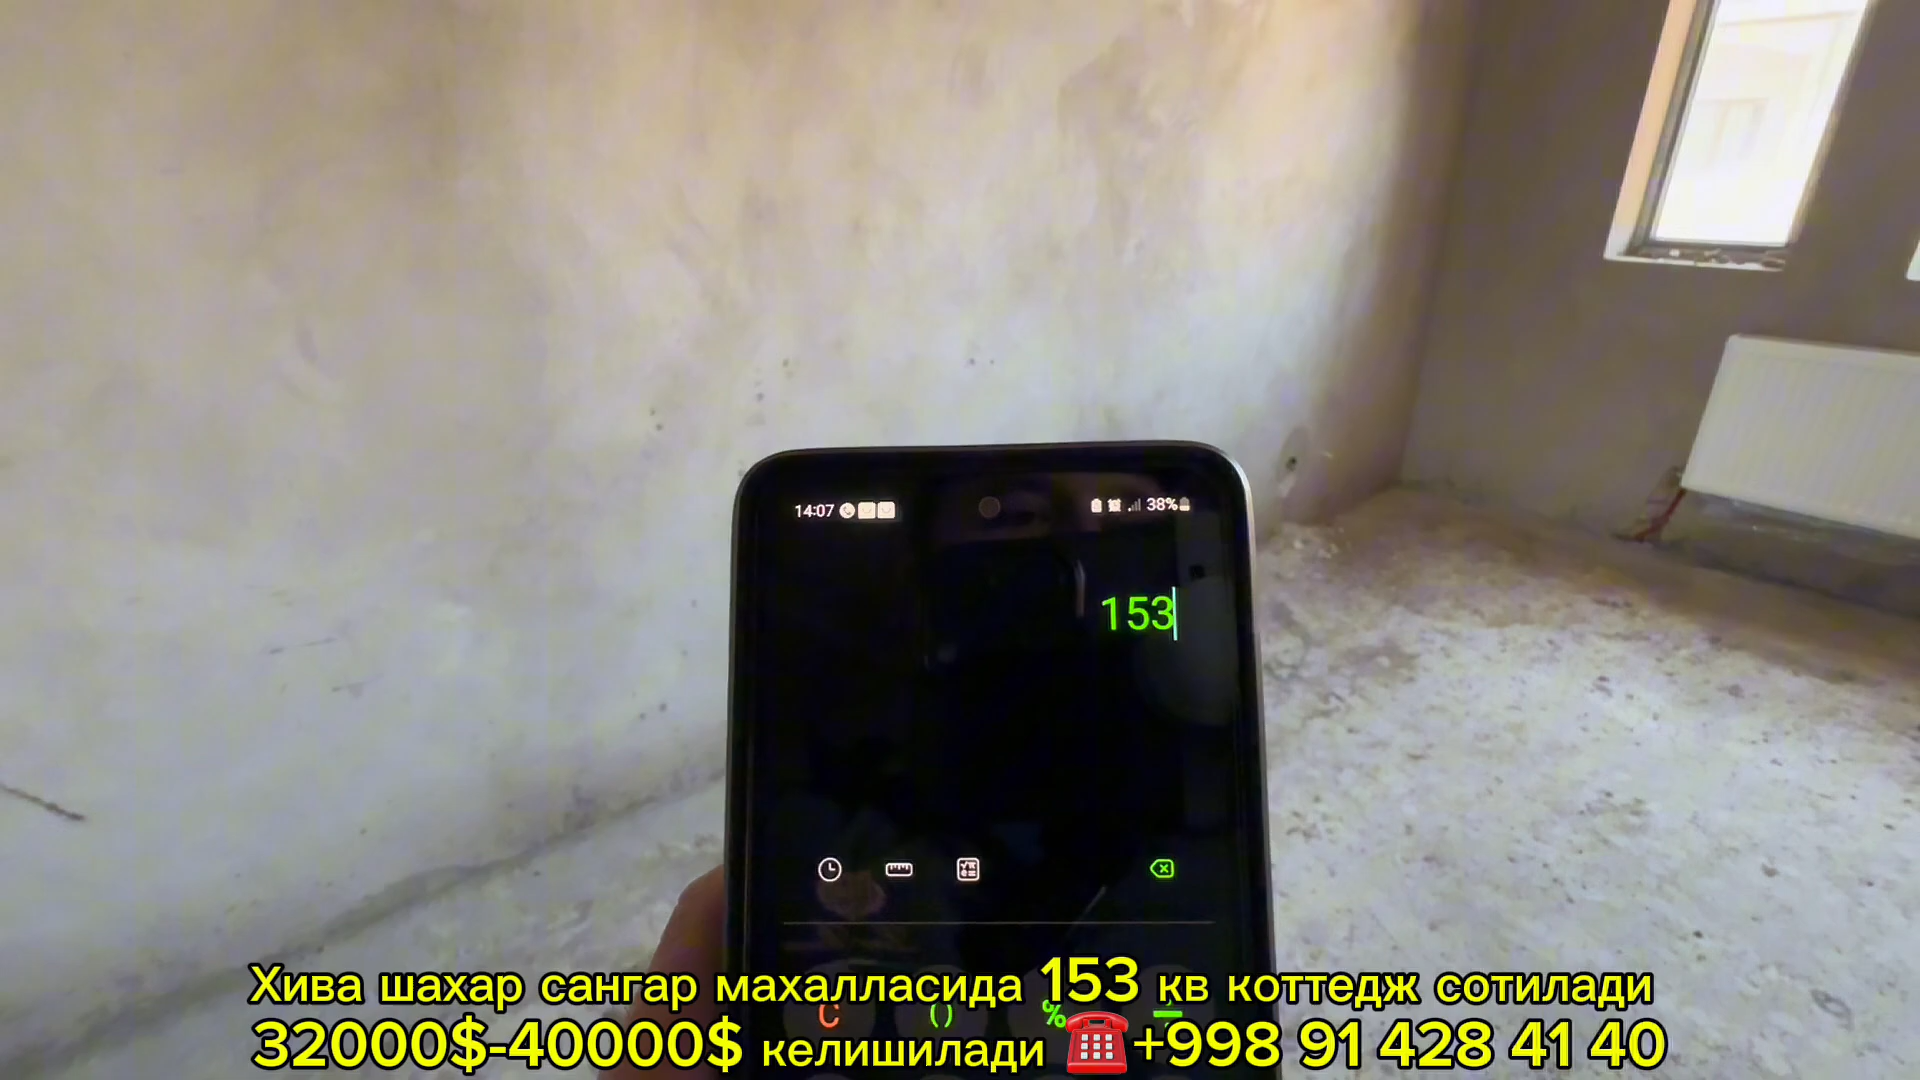 14:07 38%
153
C () % ÷
Хива шахар сангар махалласида 153 кв коттедж сотилади
32000$-40000$ келишилади ☎️+998 91 428 41 40